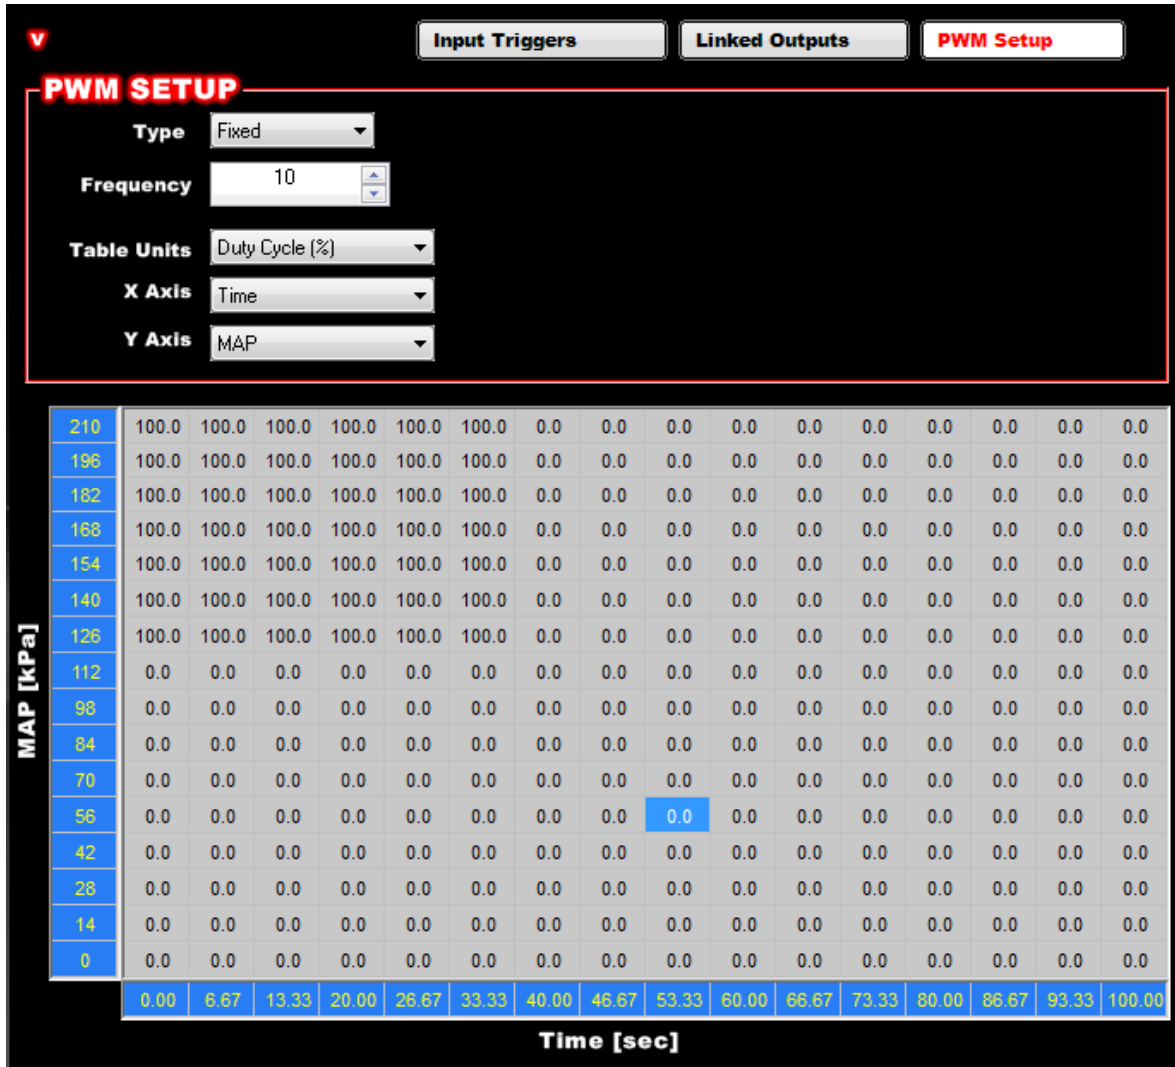 v Input Triggers Linked Outputs PWM Setup
PWM SETUP
Type Fixed
Frequency 10
Table Units Duty Cycle (%)
X Axis Time
Y Axis MAP
210 100.0 100.0 100.0 100.0 100.0 100.0 0.0 0.0 0.0 0.0 0.0 0.0 0.0 0.0 0.0 0.0
196 100.0 100.0 100.0 100.0 100.0 100.0 0.0 0.0 0.0 0.0 0.0 0.0 0.0 0.0 0.0 0.0
182 100.0 100.0 100.0 100.0 100.0 100.0 0.0 0.0 0.0 0.0 0.0 0.0 0.0 0.0 0.0 0.0
168 100.0 100.0 100.0 100.0 100.0 100.0 0.0 0.0 0.0 0.0 0.0 0.0 0.0 0.0 0.0 0.0
154 100.0 100.0 100.0 100.0 100.0 100.0 0.0 0.0 0.0 0.0 0.0 0.0 0.0 0.0 0.0 0.0
140 100.0 100.0 100.0 100.0 100.0 100.0 0.0 0.0 0.0 0.0 0.0 0.0 0.0 0.0 0.0 0.0
126 100.0 100.0 100.0 100.0 100.0 100.0 0.0 0.0 0.0 0.0 0.0 0.0 0.0 0.0 0.0 0.0
112 0.0 0.0 0.0 0.0 0.0 0.0 0.0 0.0 0.0 0.0 0.0 0.0 0.0 0.0 0.0 0.0
98 0.0 0.0 0.0 0.0 0.0 0.0 0.0 0.0 0.0 0.0 0.0 0.0 0.0 0.0 0.0 0.0
84 0.0 0.0 0.0 0.0 0.0 0.0 0.0 0.0 0.0 0.0 0.0 0.0 0.0 0.0 0.0 0.0
70 0.0 0.0 0.0 0.0 0.0 0.0 0.0 0.0 0.0 0.0 0.0 0.0 0.0 0.0 0.0 0.0
56 0.0 0.0 0.0 0.0 0.0 0.0 0.0 0.0 0.0 0.0 0.0 0.0 0.0 0.0 0.0 0.0
42 0.0 0.0 0.0 0.0 0.0 0.0 0.0 0.0 0.0 0.0 0.0 0.0 0.0 0.0 0.0 0.0
28 0.0 0.0 0.0 0.0 0.0 0.0 0.0 0.0 0.0 0.0 0.0 0.0 0.0 0.0 0.0 0.0
14 0.0 0.0 0.0 0.0 0.0 0.0 0.0 0.0 0.0 0.0 0.0 0.0 0.0 0.0 0.0 0.0
0 0.0 0.0 0.0 0.0 0.0 0.0 0.0 0.0 0.0 0.0 0.0 0.0 0.0 0.0 0.0 0.0
MAP [kPa]
0.00 6.67 13.33 20.00 26.67 33.33 40.00 46.67 53.33 60.00 66.67 73.33 80.00 86.67 93.33 100.00
Time [sec]